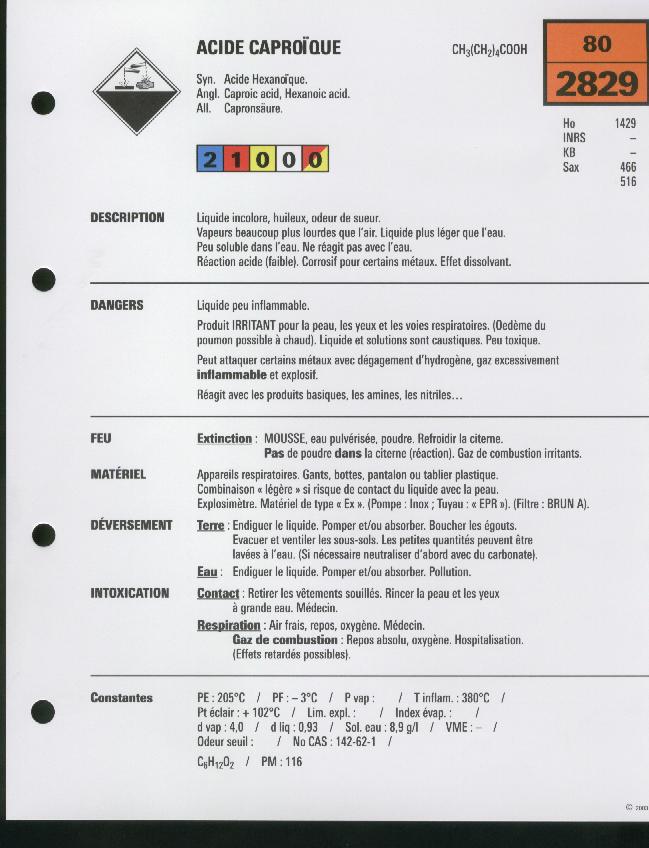 ACIDE CAPROÏQUE
CH₃(CH₂)₄COOH
80
2829
Syn. Acide Hexanoïque.
Angl. Caproic acid, Hexanoic acid.
All. Capronsäure.
Ho 1429
INRS –
KB –
Sax 466
516
2 1 0 0 0
DESCRIPTION Liquide incolore, huileux, odeur de sueur.
Vapeurs beaucoup plus lourdes que l'air. Liquide plus léger que l'eau.
Peu soluble dans l'eau. Ne réagit pas avec l'eau.
Réaction acide (faible). Corrosif pour certains métaux. Effet dissolvant.
DANGERS Liquide peu inflammable.
Produit IRRITANT pour la peau, les yeux et les voies respiratoires. (Oedème du
poumon possible à chaud). Liquide et solutions sont caustiques. Peu toxique.
Peut attaquer certains métaux avec dégagement d'hydrogène, gaz excessivement
inflammable et explosif.
Réagit avec les produits basiques, les amines, les nitriles...
FEU Extinction : MOUSSE, eau pulvérisée, poudre. Refroidir la citerne.
Pas de poudre dans la citerne (réaction). Gaz de combustion irritants.
MATÉRIEL Appareils respiratoires. Gants, bottes, pantalon ou tablier plastique.
Combinaison « légère » si risque de contact du liquide avec la peau.
Explosimètre. Matériel de type « Ex ». (Pompe : Inox ; Tuyau : « EPR »). (Filtre : BRUN A).
DÉVERSEMENT Terre : Endiguer le liquide. Pomper et/ou absorber. Boucher les égouts.
Evacuer et ventiler les sous-sols. Les petites quantités peuvent être
lavées à l'eau. (Si nécessaire neutraliser d'abord avec du carbonate).
Eau : Endiguer le liquide. Pomper et/ou absorber. Pollution.
INTOXICATION Contact : Retirer les vêtements souillés. Rincer la peau et les yeux
à grande eau. Médecin.
Respiration : Air frais, repos, oxygène. Médecin.
Gaz de combustion : Repos absolu, oxygène. Hospitalisation.
(Effets retardés possibles).
Constantes PE : 205°C / PF : – 3°C / P vap : / T inflam. : 380°C /
Pt éclair : + 102°C / Lim. expl. : / Index évap. : /
d vap : 4,0 / d liq : 0,93 / Sol. eau : 8,9 g/l / VME : – /
Odeur seuil : / No CAS : 142-62-1 /
C₆H₁₂O₂ / PM : 116
© 2003